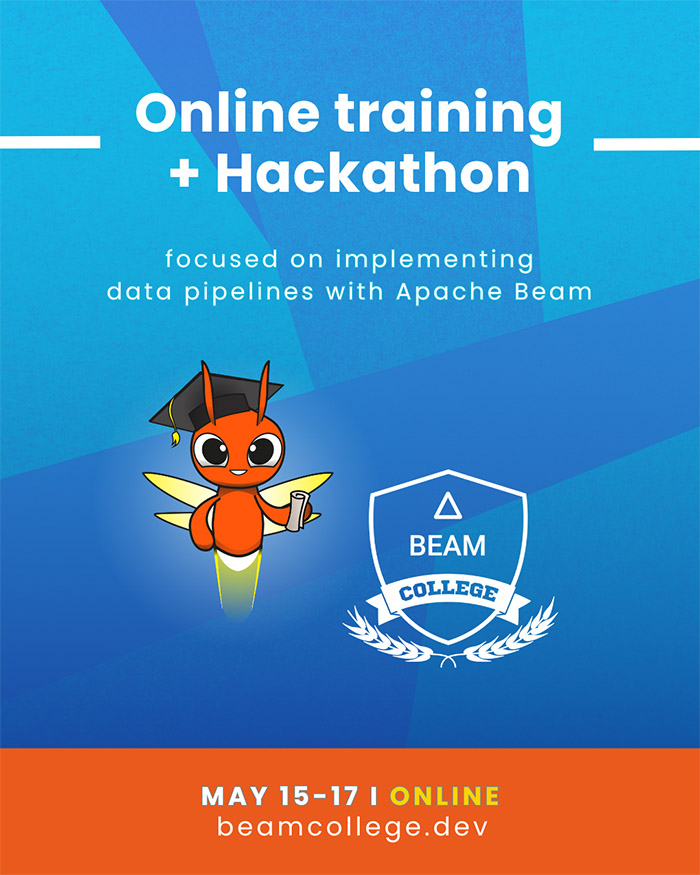 Online training
+ Hackathon
focused on implementing
data pipelines with Apache Beam
BEAM
COLLEGE
MAY 15-17 | ONLINE
beamcollege.dev